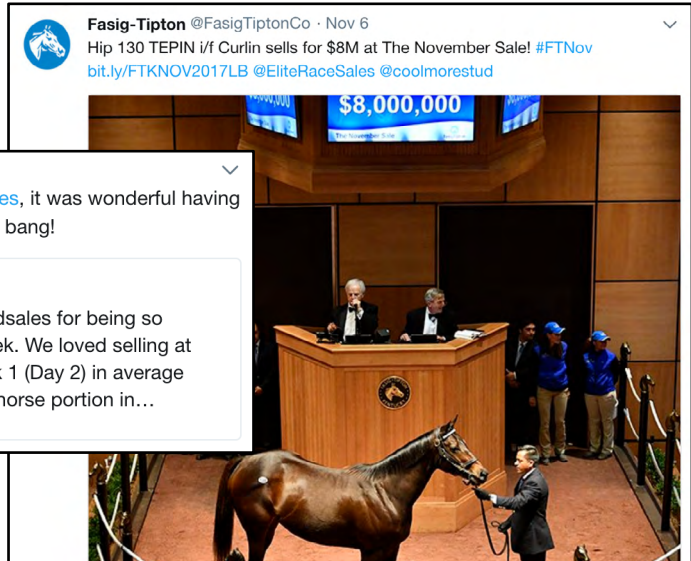 Fasig-Tipton @FasigTiptonCo · Nov 6
Hip 130 TEPIN i/f Curlin sells for $8M at The November Sale! #FTNov
bit.ly/FTKNOV2017LB @EliteRaceSales @coolmorestud
$8,000,000
The November Sale
es, it was wonderful having
bang!
dsales for being so
ek. We loved selling at
1 (Day 2) in average
horse portion in…